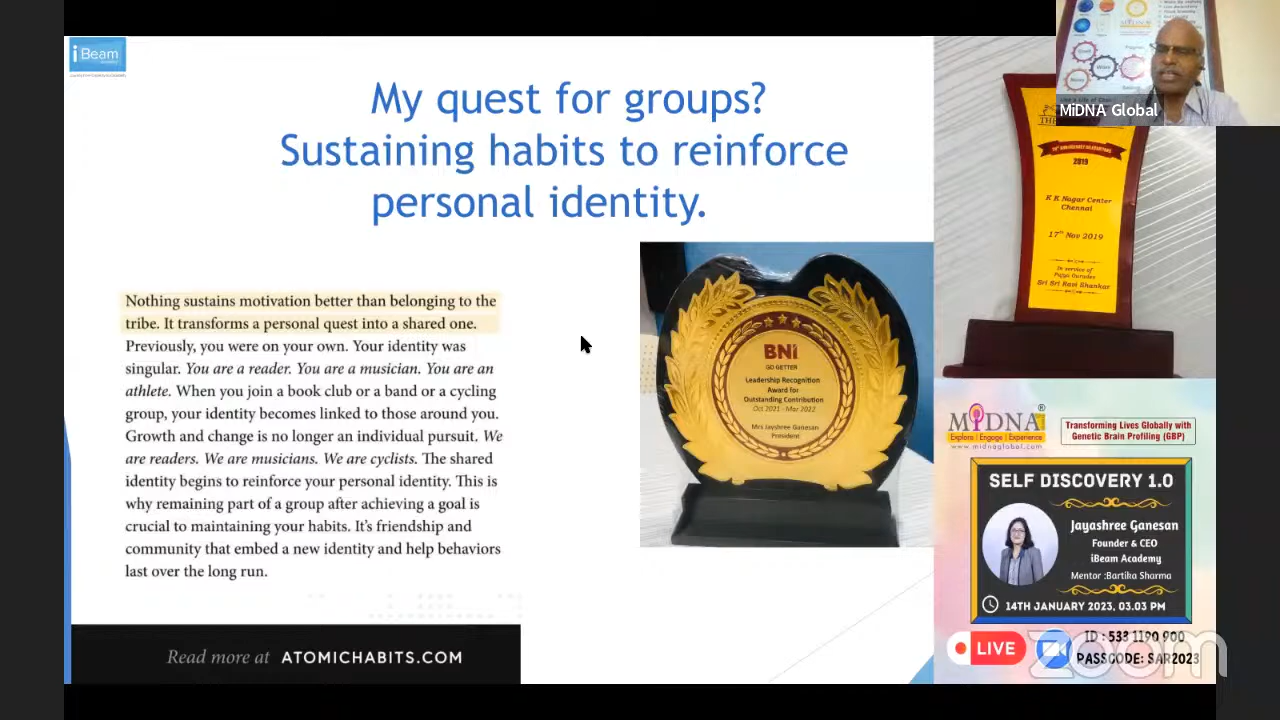 iBeam
My quest for groups?
Sustaining habits to reinforce
personal identity.
Nothing sustains motivation better than belonging to the
tribe. It transforms a personal quest into a shared one.
Previously, you were on your own. Your identity was
singular. You are a reader. You are a musician. You are an
athlete. When you join a book club or a band or a cycling
group, your identity becomes linked to those around you.
Growth and change is no longer an individual pursuit. We
are readers. We are musicians. We are cyclists. The shared
identity begins to reinforce your personal identity. This is
why remaining part of a group after achieving a goal is
crucial to maintaining your habits. It's friendship and
community that embed a new identity and help behaviors
last over the long run.
Read more at ATOMICHABITS.COM
BNI
GO GETTER
Leadership Recognition
Award for
Outstanding Contribution
Oct 2021 - Mar 2022
Mrs Jayshree Ganesan
President
MiDNA Global
2019
K K Nagar Center
Chennai
17th Nov 2019
In service of
Pujya Gurudev
Sri Sri Ravi Shankar
MiDNA®
Explore | Engage | Experience
www.midnaglobal.com
Transforming Lives Globally with
Genetic Brain Profiling (GBP)
SELF DISCOVERY 1.0
Jayashree Ganesan
Founder & CEO
iBeam Academy
Mentor :Bartika Sharma
14TH JANUARY 2023, 03.03 PM
LIVE
ID : 533 1190 900
PASSCODE: SAR2023
zoom